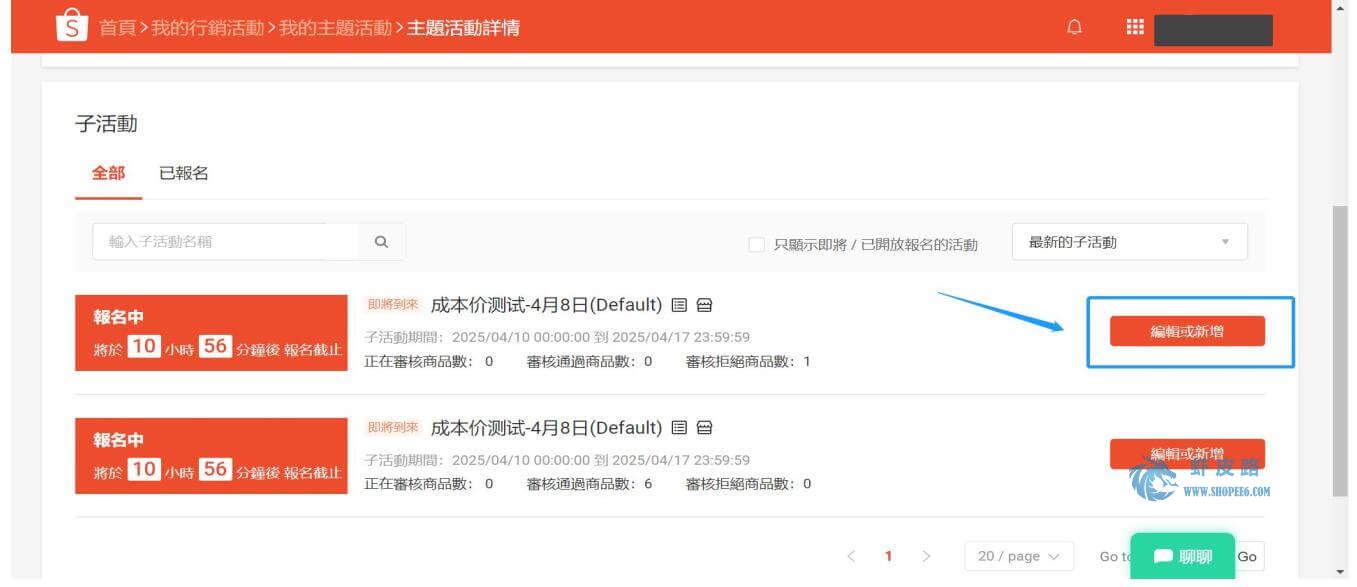 首頁>我的行銷活動>我的主題活動>主題活動詳情
子活動
全部 已報名
輸入子活動名稱
只顯示即將 / 已開放報名的活動
最新的子活動
報名中
將於 10 小時 56 分鐘後 報名截止
即將到來 成本价测试-4月8日(Default)
子活動期間: 2025/04/10 00:00:00 到 2025/04/17 23:59:59
正在審核商品數: 0 審核通過商品數: 0 審核拒絕商品數: 1
編輯或新增
報名中
將於 10 小時 56 分鐘後 報名截止
即將到來 成本价测试-4月8日(Default)
子活動期間: 2025/04/10 00:00:00 到 2025/04/17 23:59:59
正在審核商品數: 0 審核通過商品數: 6 審核拒絕商品數: 0
編輯或新增
虾皮路
WWW.SHOPEE6.COM
1 20 / page Go to Go
聊聊